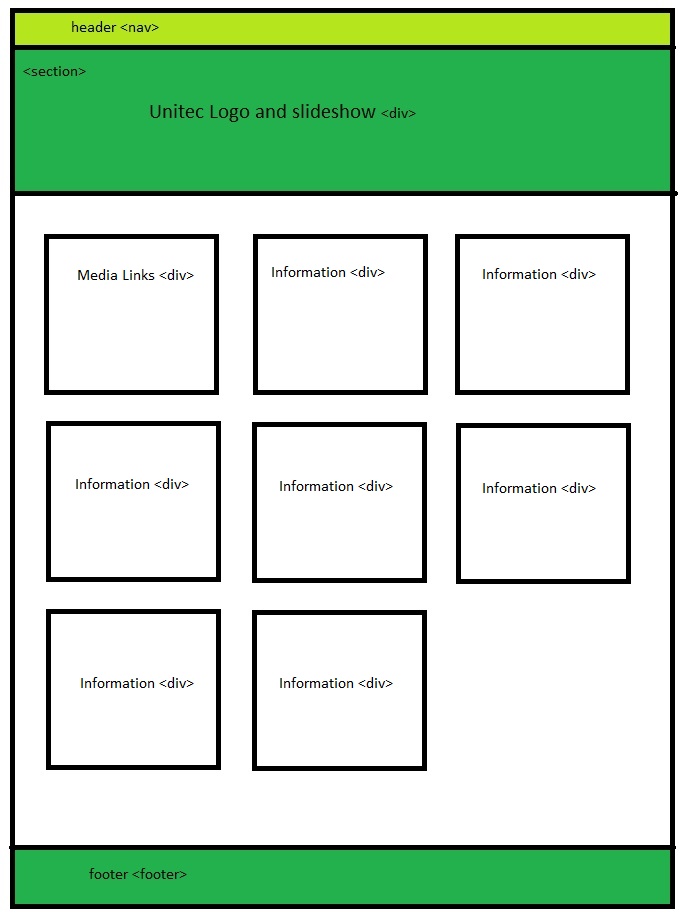 header <nav>
<section>
Unitec Logo and slideshow <div>
Media Links <div>
Information <div>
Information <div>
Information <div>
Information <div>
Information <div>
Information <div>
Information <div>
footer <footer>